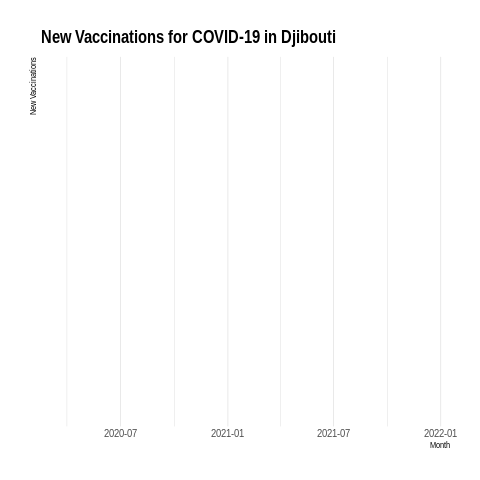 New Vaccinations for COVID-19 in Djibouti
New Vaccinations
2020-07
2021-01
2021-07
2022-01
Month